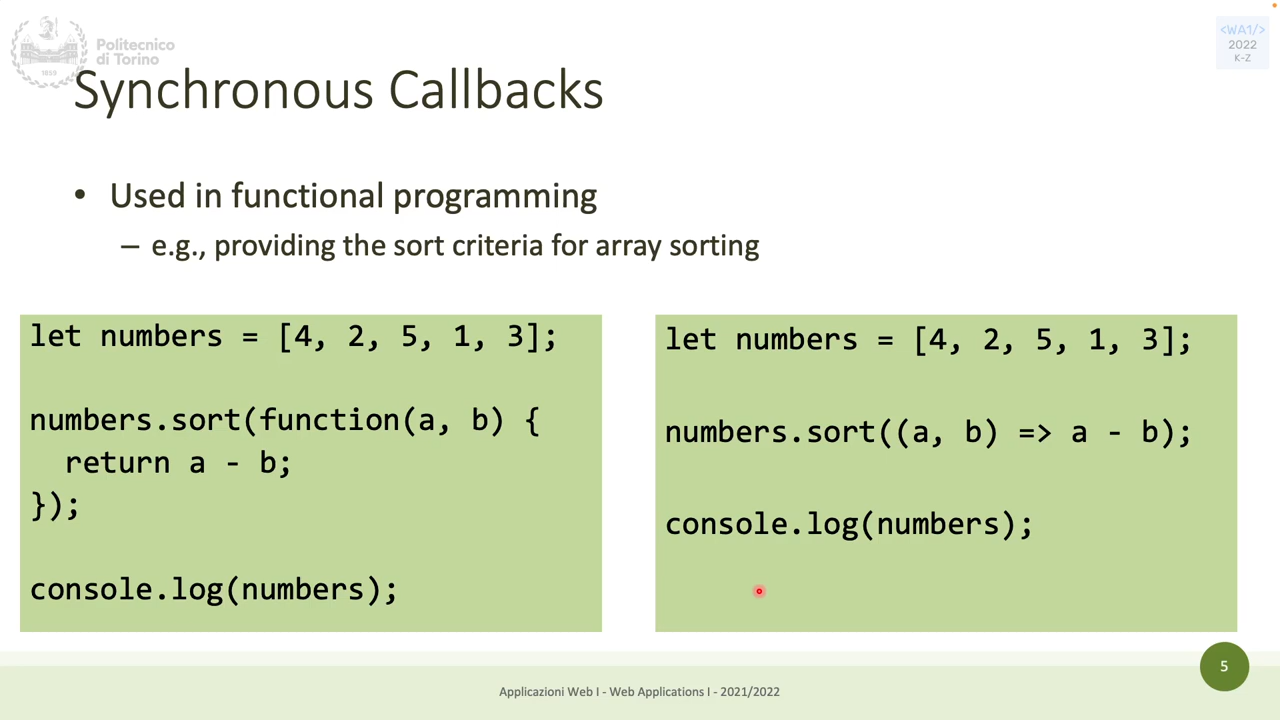 Politecnico
di Torino
1859
<WA1/>
2022
K-Z
Synchronous Callbacks
• Used in functional programming
– e.g., providing the sort criteria for array sorting
let numbers = [4, 2, 5, 1, 3];
numbers.sort(function(a, b) {
  return a - b;
});
console.log(numbers);
let numbers = [4, 2, 5, 1, 3];
numbers.sort((a, b) => a - b);
console.log(numbers);
5
Applicazioni Web I - Web Applications I - 2021/2022